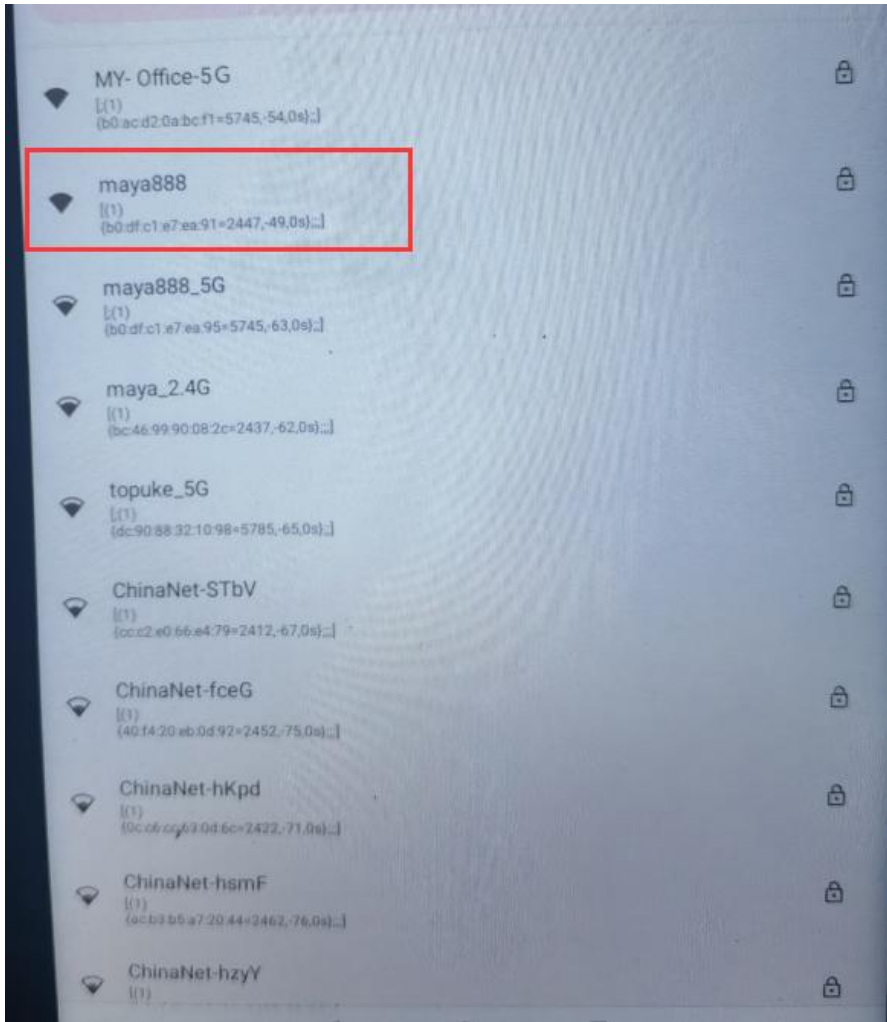 MY- Office-5G
[;(1)
{b0:ac:d2:0a:bc:f1=5745,-54,0s};;]
maya888
[(1)
{b0:df:c1:e7:ea:91=2447,-49,0s};;;]
maya888_5G
[;(1)
{b0:df:c1:e7:ea:95=5745,-63,0s};;]
maya_2.4G
[(1)
{bc:46:99:90:08:2c=2437,-62,0s};;;]
topuke_5G
[;(1)
{dc:90:88:32:10:98=5785,-65,0s};;]
ChinaNet-STbV
[(1)
{cc:c2:e0:66:e4:79=2412,-67,0s};;;]
ChinaNet-fceG
[(1)
{40:f4:20:eb:0d:92=2452,-75,0s};;;]
ChinaNet-hKpd
[(1)
ChinaNet-hsmF
[(1)
{ac:b3:b5:a7:20:44=2462,-76,0s};;;]
ChinaNet-hzyY
[(1)